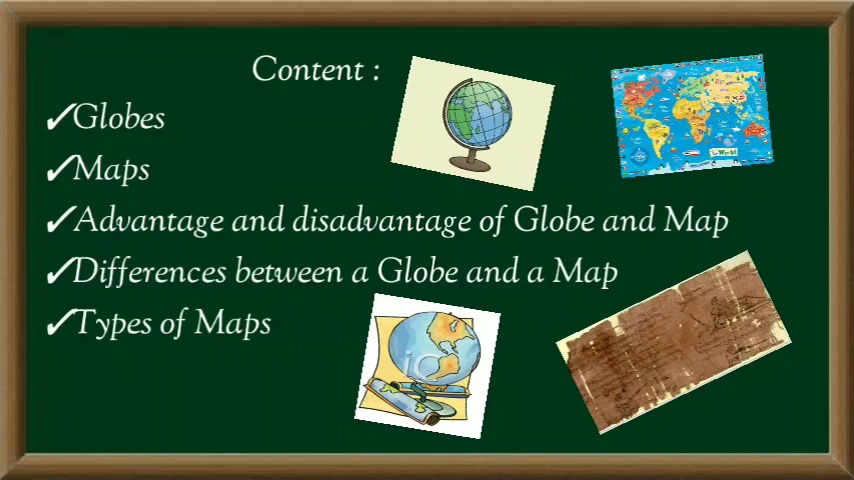 Content :
✓Globes
✓Maps
✓Advantage and disadvantage of Globe and Map
✓Differences between a Globe and a Map
✓Types of Maps